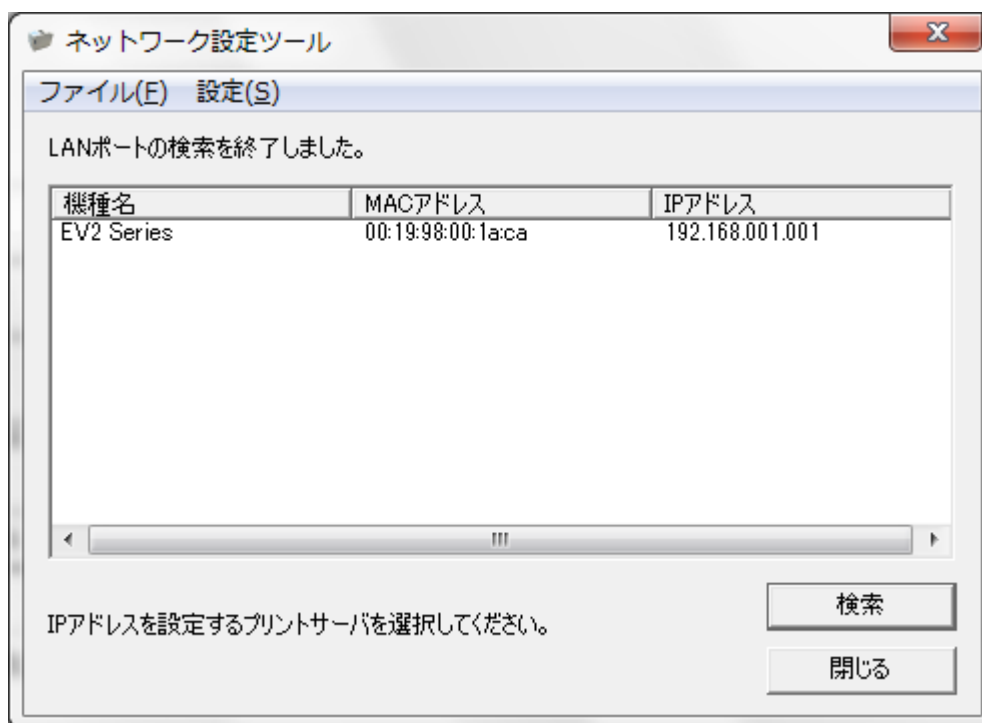 ネットワーク設定ツール
ファイル(F) 設定(S)
LANポートの検索を終了しました。
機種名 MACアドレス IPアドレス
EV2 Series 00:19:98:00:1a:ca 192.168.001.001
検索
IPアドレスを設定するプリントサーバを選択してください。
閉じる